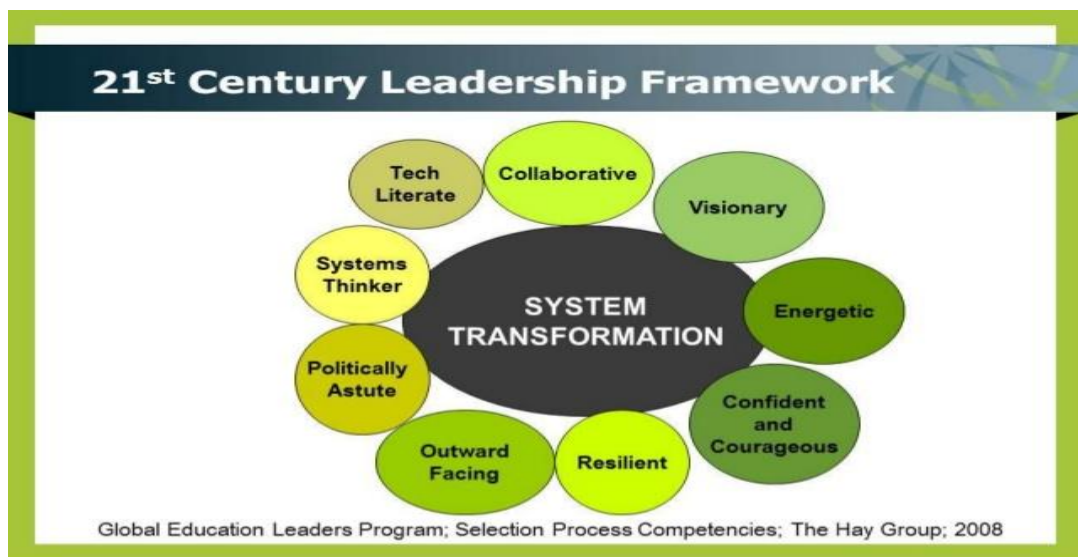 21st Century Leadership Framework
Collaborative
Visionary
Energetic
Confident
and
Courageous
Resilient
Outward
Facing
Politically
Astute
Systems
Thinker
Tech
Literate
SYSTEM
TRANSFORMATION
Global Education Leaders Program; Selection Process Competencies; The Hay Group; 2008